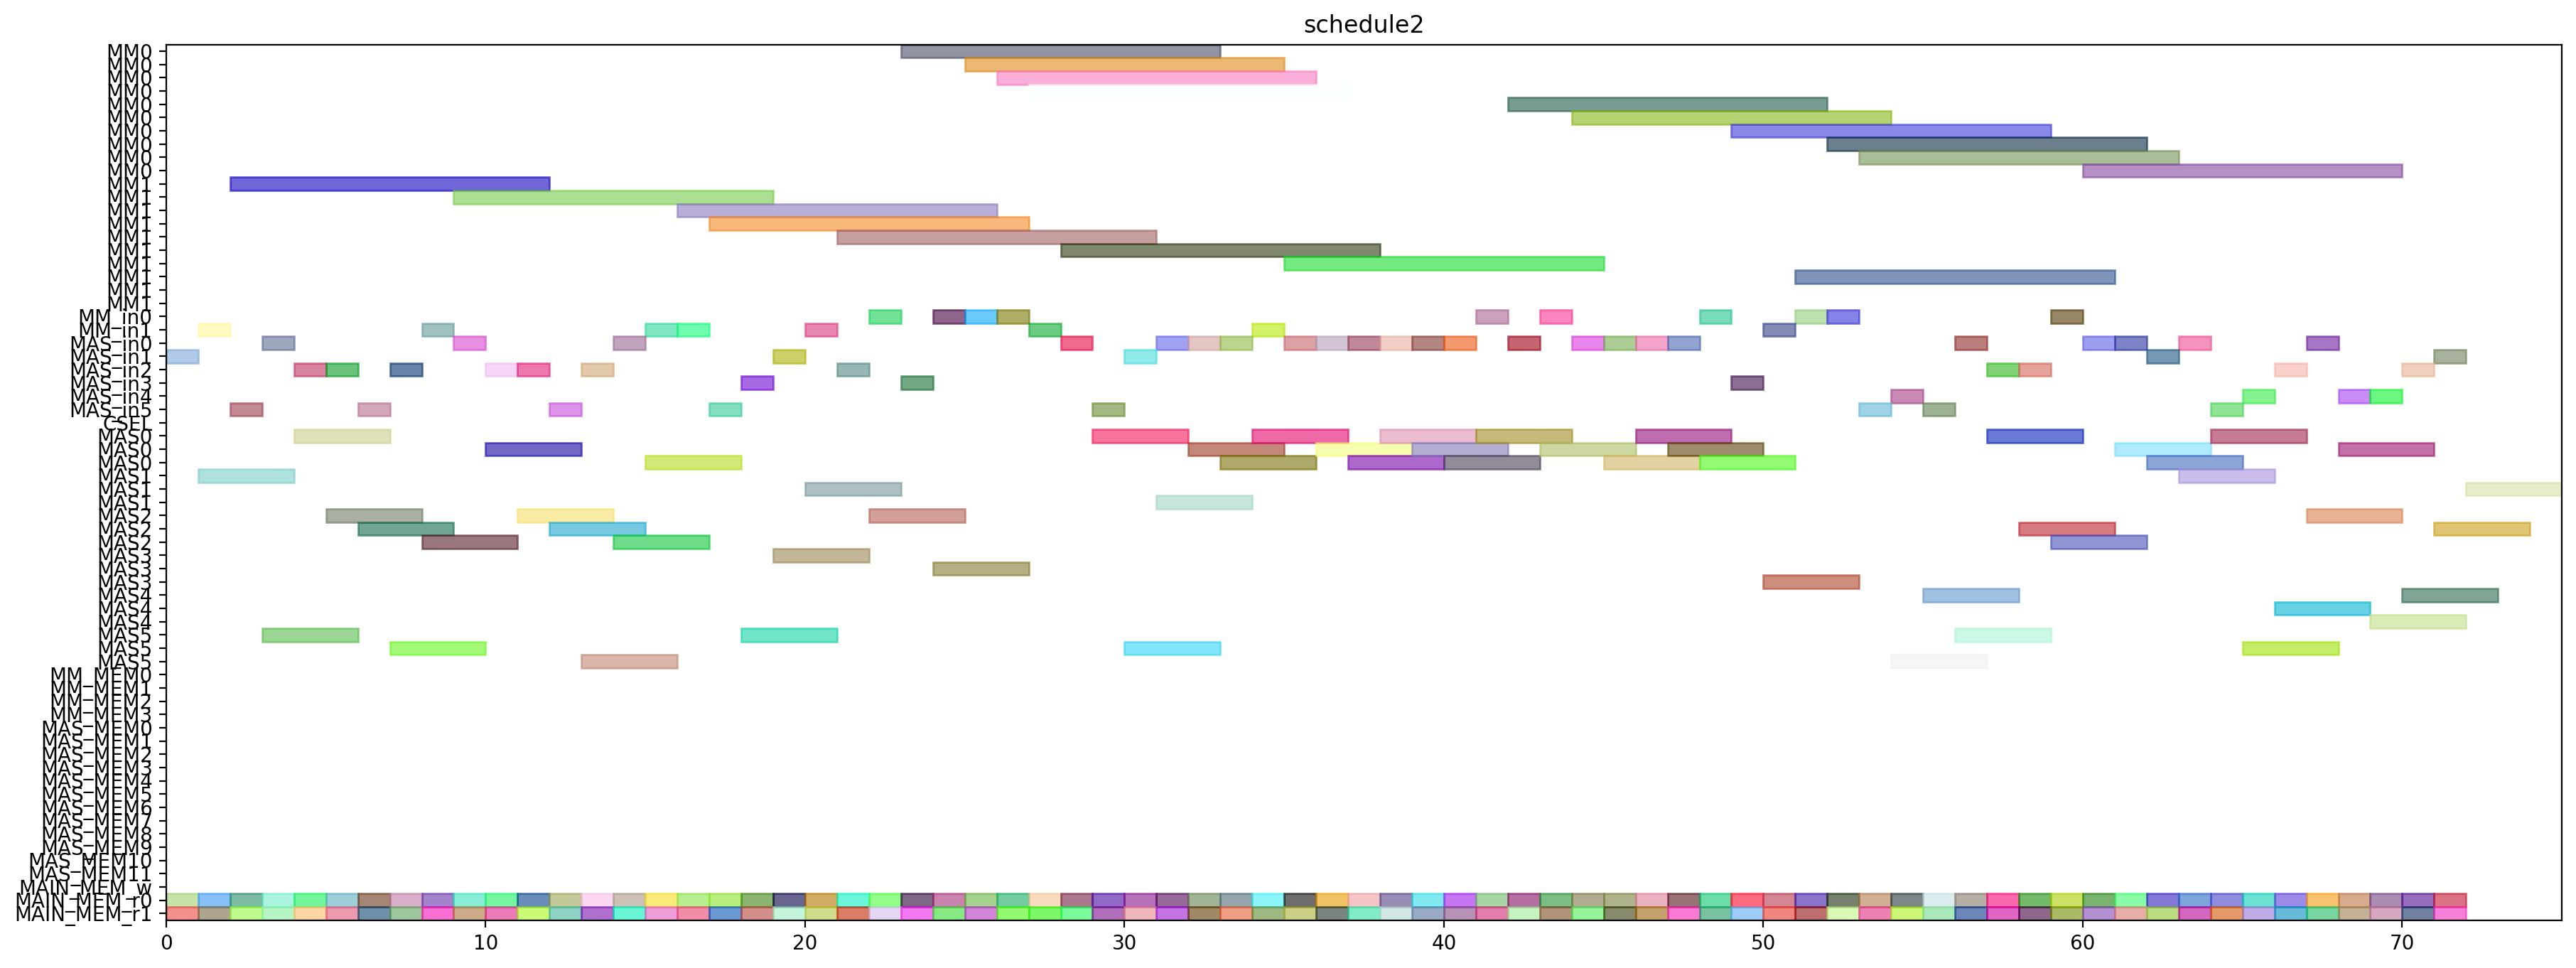 schedule2
MM0
MM0
MM0
MM0
MM0
MM0
MM0
MM0
MM0
MM0
MM1
MM1
MM1
MM1
MM1
MM1
MM1
MM1
MM1
MM1
MM_in0
MM_in1
MAS_in0
MAS_in1
MAS_in2
MAS_in3
MAS_in4
MAS_in5
CSEL
MAS0
MAS0
MAS0
MAS1
MAS1
MAS1
MAS2
MAS2
MAS2
MAS3
MAS3
MAS3
MAS4
MAS4
MAS4
MAS5
MAS5
MAS5
MM_MEM0
MM_MEM1
MM_MEM2
MM_MEM3
MAS_MEM0
MAS_MEM1
MAS_MEM2
MAS_MEM3
MAS_MEM4
MAS_MEM5
MAS_MEM6
MAS_MEM7
MAS_MEM8
MAS_MEM9
MAS_MEM10
MAS_MEM11
MAIN_MEM_w
MAIN_MEM_r0
MAIN_MEM_r1
0 10 20 30 40 50 60 70